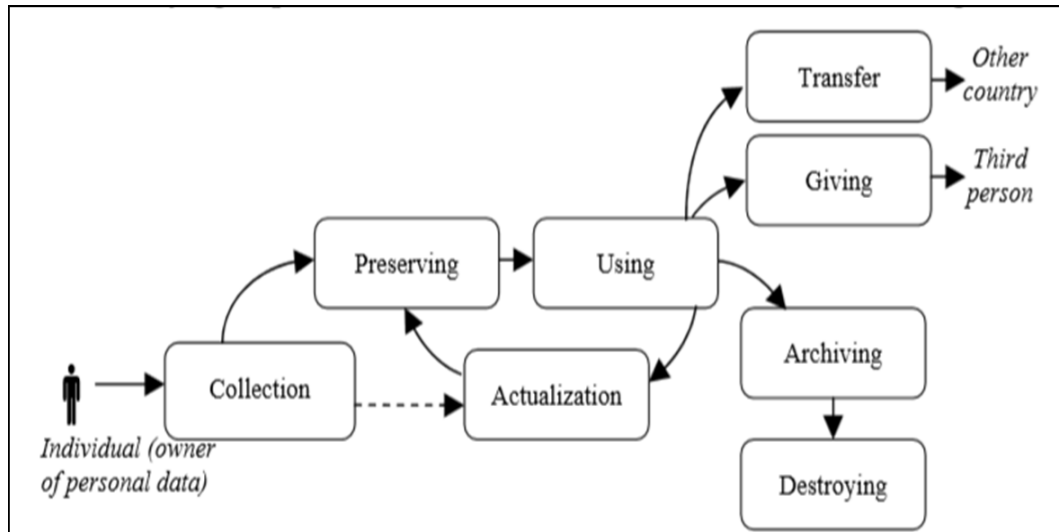 Transfer
Other
country
Giving
Third
person
Preserving
Using
Archiving
Collection
Actualization
Individual (owner
of personal data)
Destroying